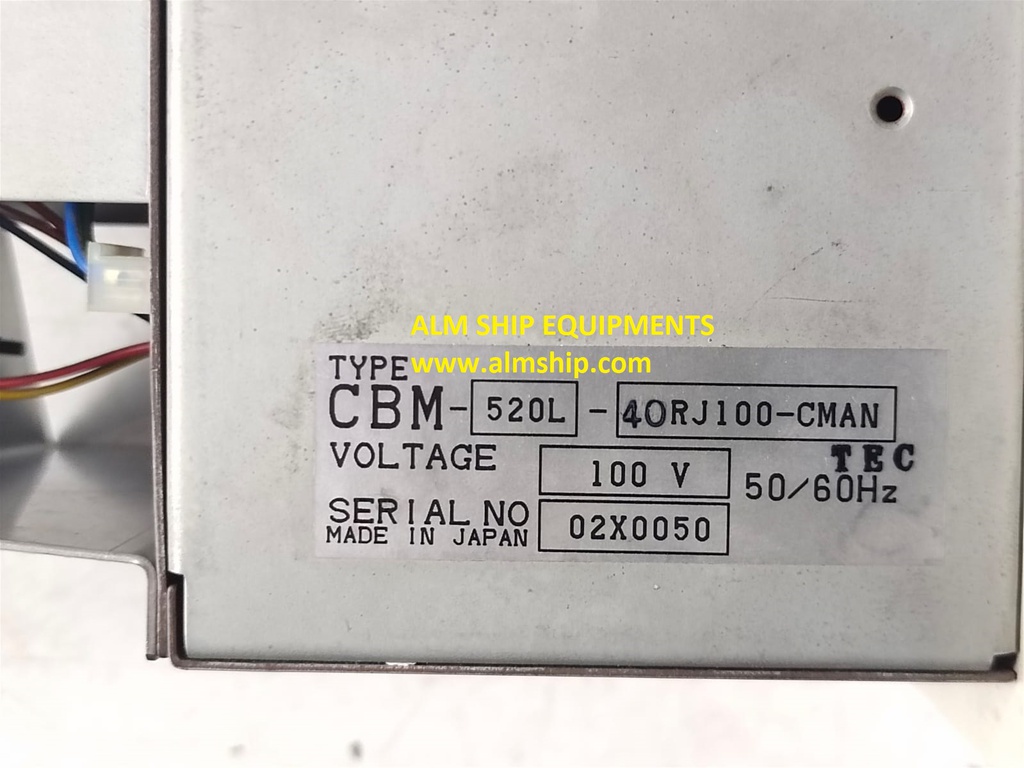 ALM SHIP EQUIPMENTS
www.almship.com
TYPE
CBM-520L-40RJ100-CMAN
VOLTAGE 100 V 50/60Hz TEC
SERIAL NO 02X0050
MADE IN JAPAN